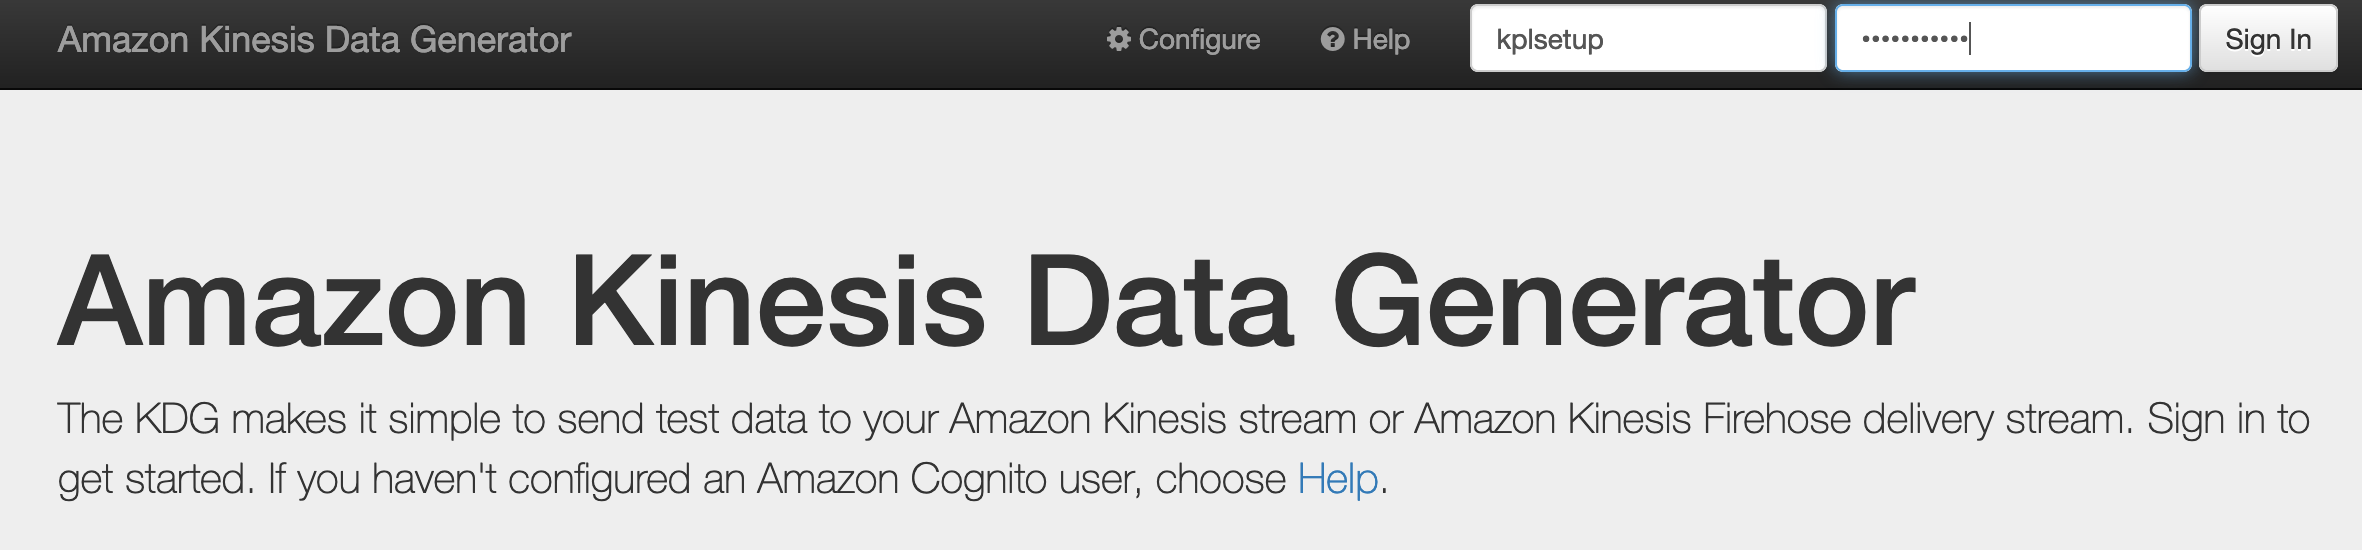 Amazon Kinesis Data Generator Configure Help kplsetup ••••••••••• Sign In
Amazon Kinesis Data Generator
The KDG makes it simple to send test data to your Amazon Kinesis stream or Amazon Kinesis Firehose delivery stream. Sign in to
get started. If you haven't configured an Amazon Cognito user, choose Help.